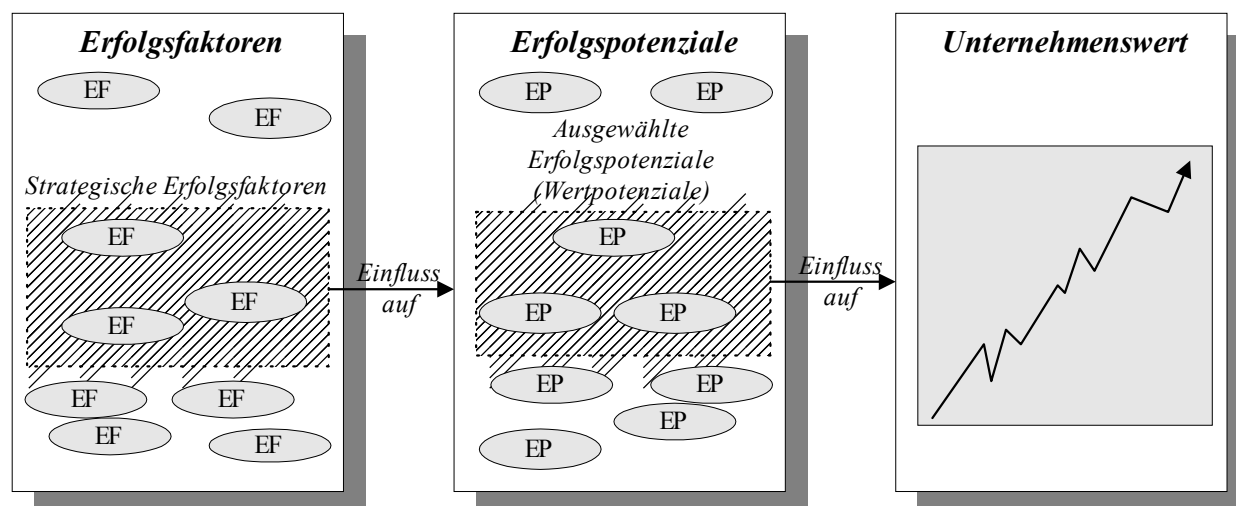 Erfolgsfaktoren
EF
EF
Strategische Erfolgsfaktoren
EF
EF
EF
EF
EF
EF
EF
Einfluss
auf
Erfolgspotenziale
EP
EP
Ausgewählte
Erfolgspotenziale
(Wertpotenziale)
EP
EP
EP
EP
EP
EP
EP
Einfluss
auf
Unternehmenswert